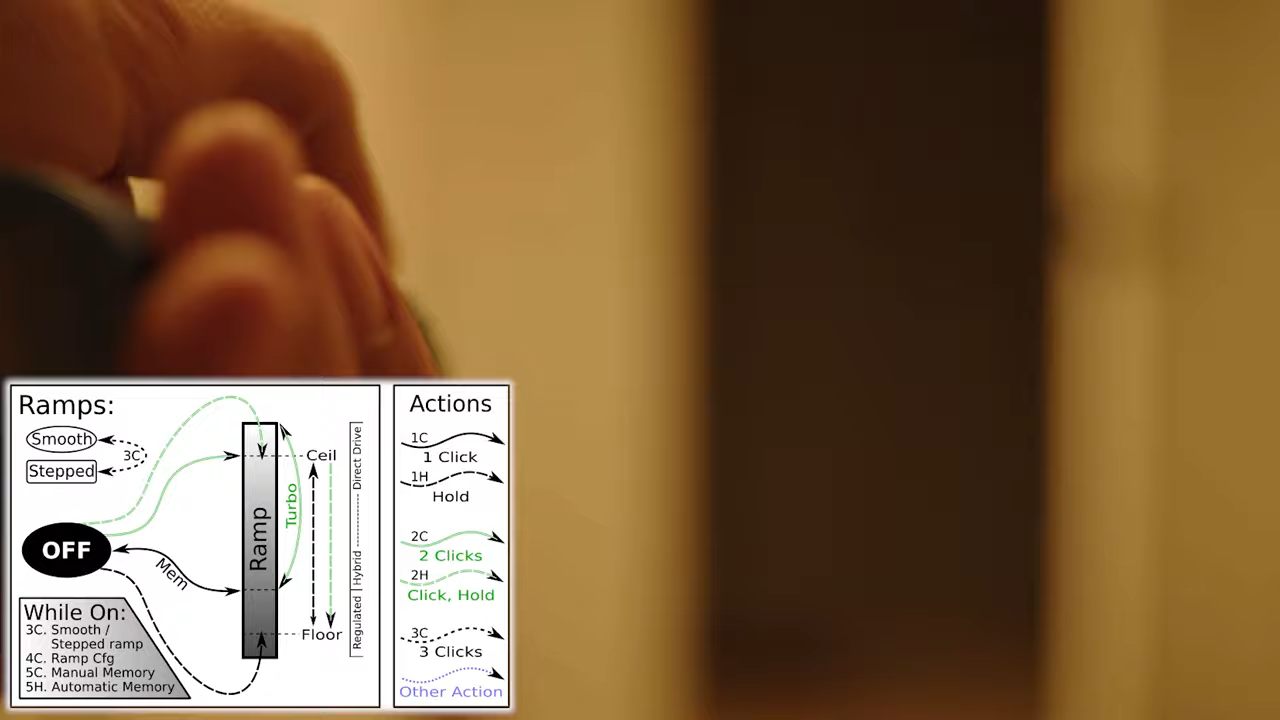 Ramps:
Smooth
3C
Stepped
OFF
Mem
Ramp
Turbo
Ceil
Floor
Regulated | Hybrid ---------- Direct Drive
While On:
3C. Smooth /
Stepped ramp
4C. Ramp Cfg
5C. Manual Memory
5H. Automatic Memory
Actions
1C
1 Click
1H
Hold
2C
2 Clicks
2H
Click, Hold
3C
3 Clicks
Other Action